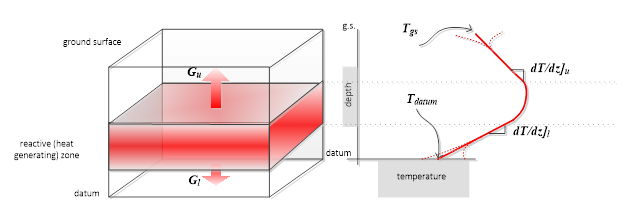 ground surface
G_u
reactive (heat
generating) zone
G_l
datum
datum
g.s.
T_gs
dT/dz]_u
depth
T_datum
dT/dz]_l
temperature